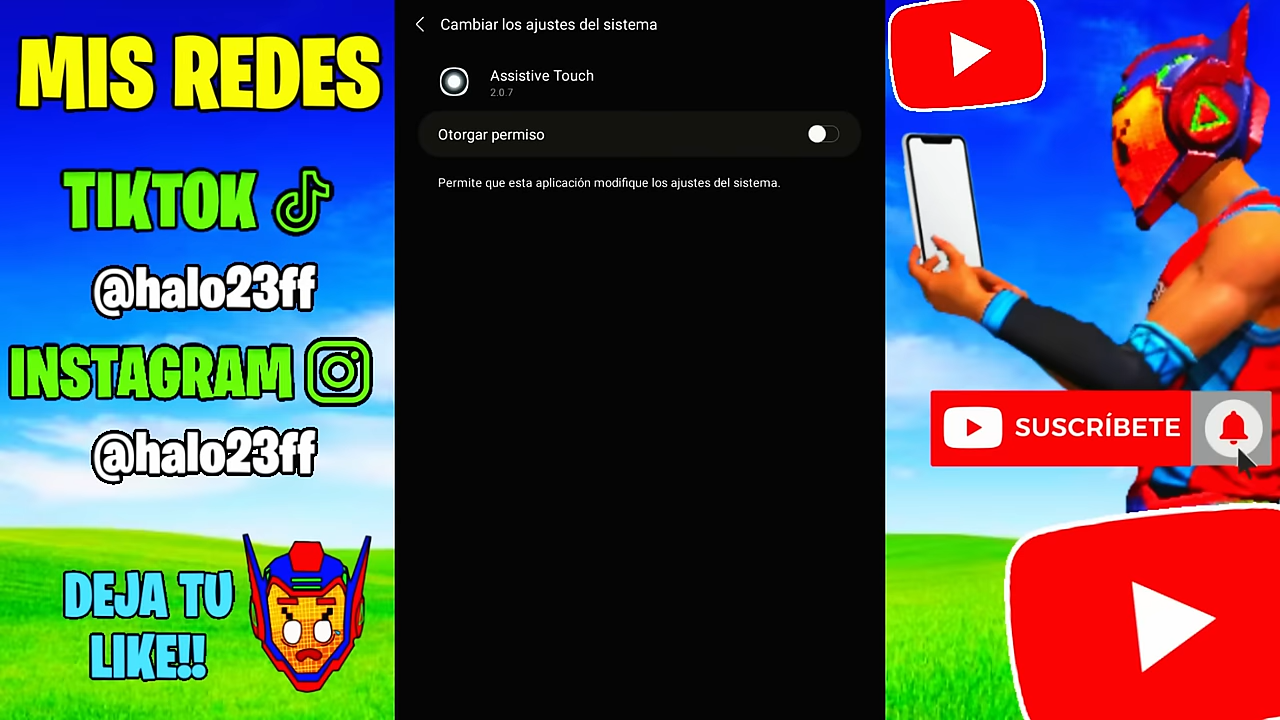 MIS REDES
TIKTOK
@halo23ff
INSTAGRAM
@halo23ff
DEJA TU
LIKE!!
Cambiar los ajustes del sistema
Assistive Touch
2.0.7
Otorgar permiso
Permite que esta aplicación modifique los ajustes del sistema.
SUSCRÍBETE